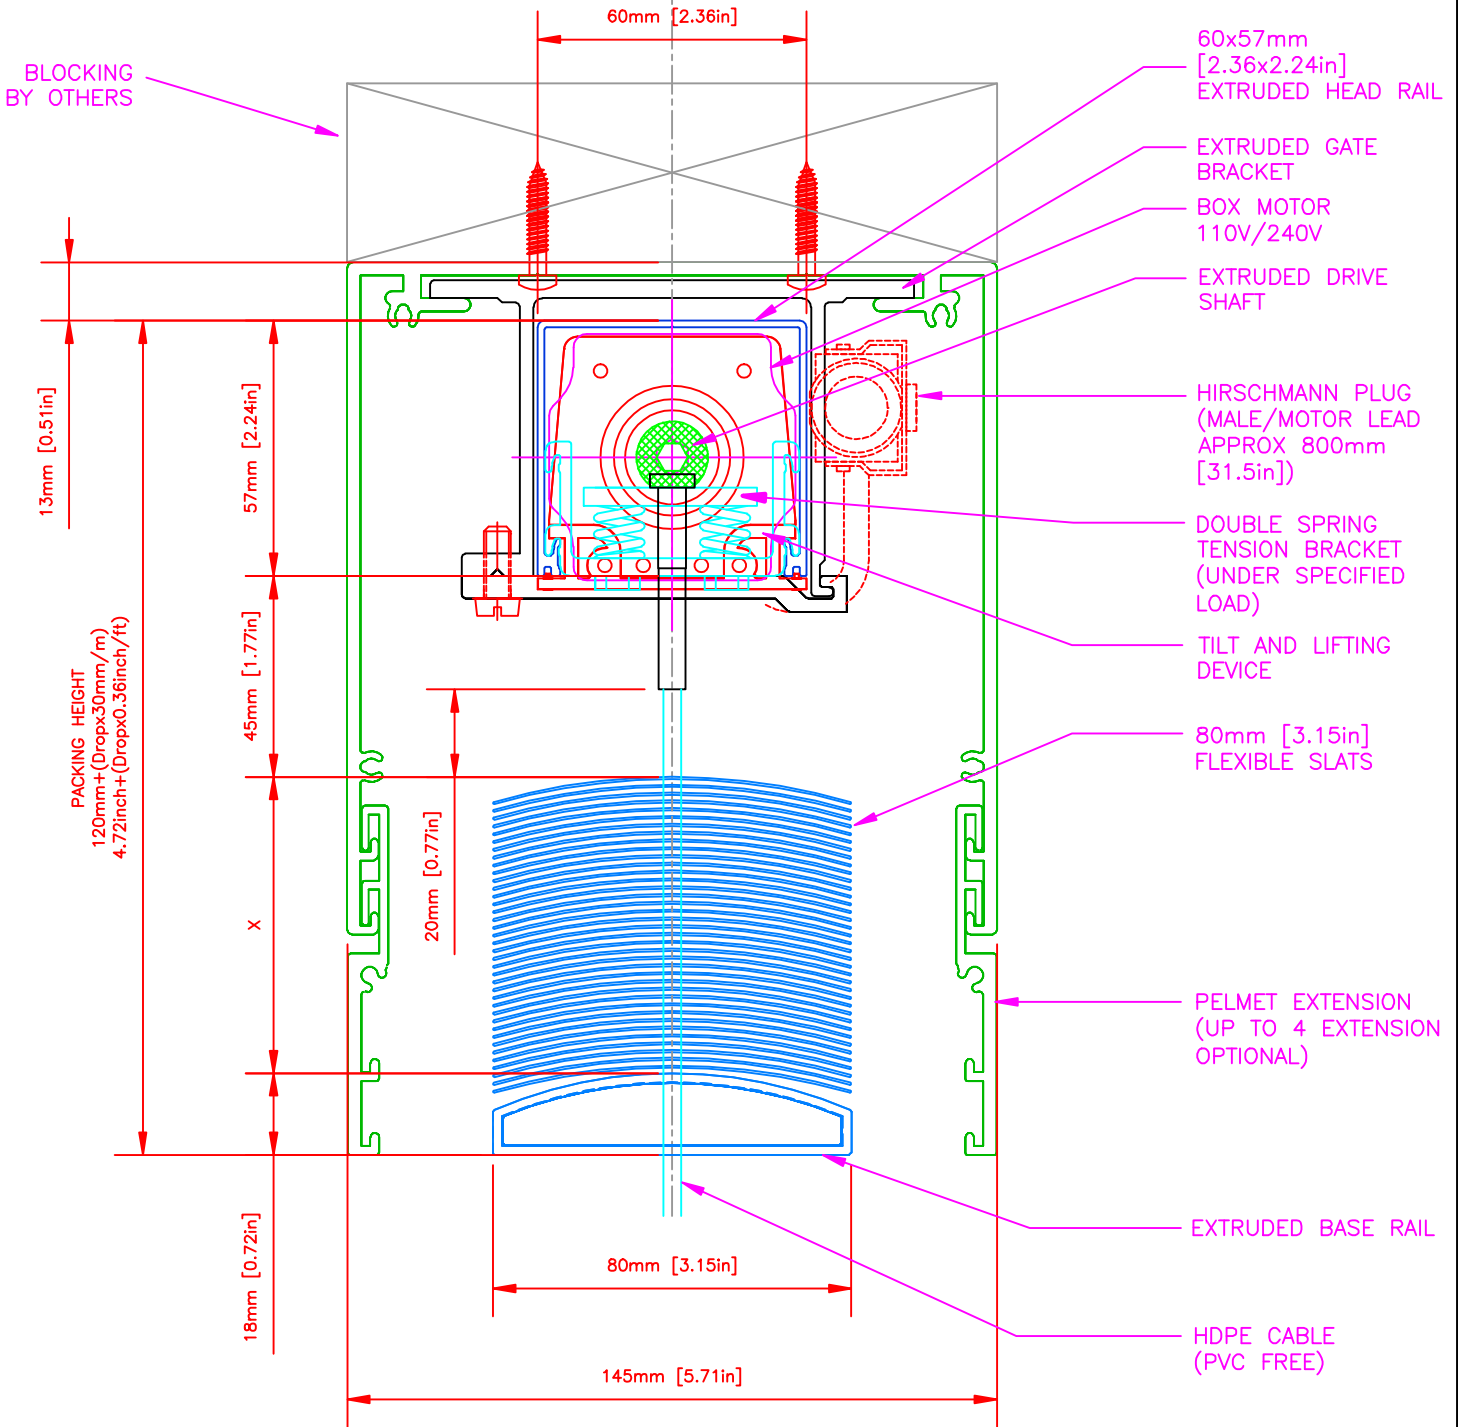 60mm [2.36in]
BLOCKING
BY OTHERS
60x57mm
[2.36x2.24in]
EXTRUDED HEAD RAIL
EXTRUDED GATE
BRACKET
BOX MOTOR
110V/240V
EXTRUDED DRIVE
SHAFT
HIRSCHMANN PLUG
(MALE/MOTOR LEAD
APPROX 800mm
[31.5in])
DOUBLE SPRING
TENSION BRACKET
(UNDER SPECIFIED
LOAD)
TILT AND LIFTING
DEVICE
80mm [3.15in]
FLEXIBLE SLATS
PELMET EXTENSION
(UP TO 4 EXTENSION
OPTIONAL)
EXTRUDED BASE RAIL
HDPE CABLE
(PVC FREE)
13mm [0.51in]
57mm [2.24in]
45mm [1.77in]
PACKING HEIGHT
120mm+(Dropx30mm/m)
4.72inch+(Dropx0.36inch/ft)
20mm [0.77in]
X
18mm [0.72in]
80mm [3.15in]
145mm [5.71in]